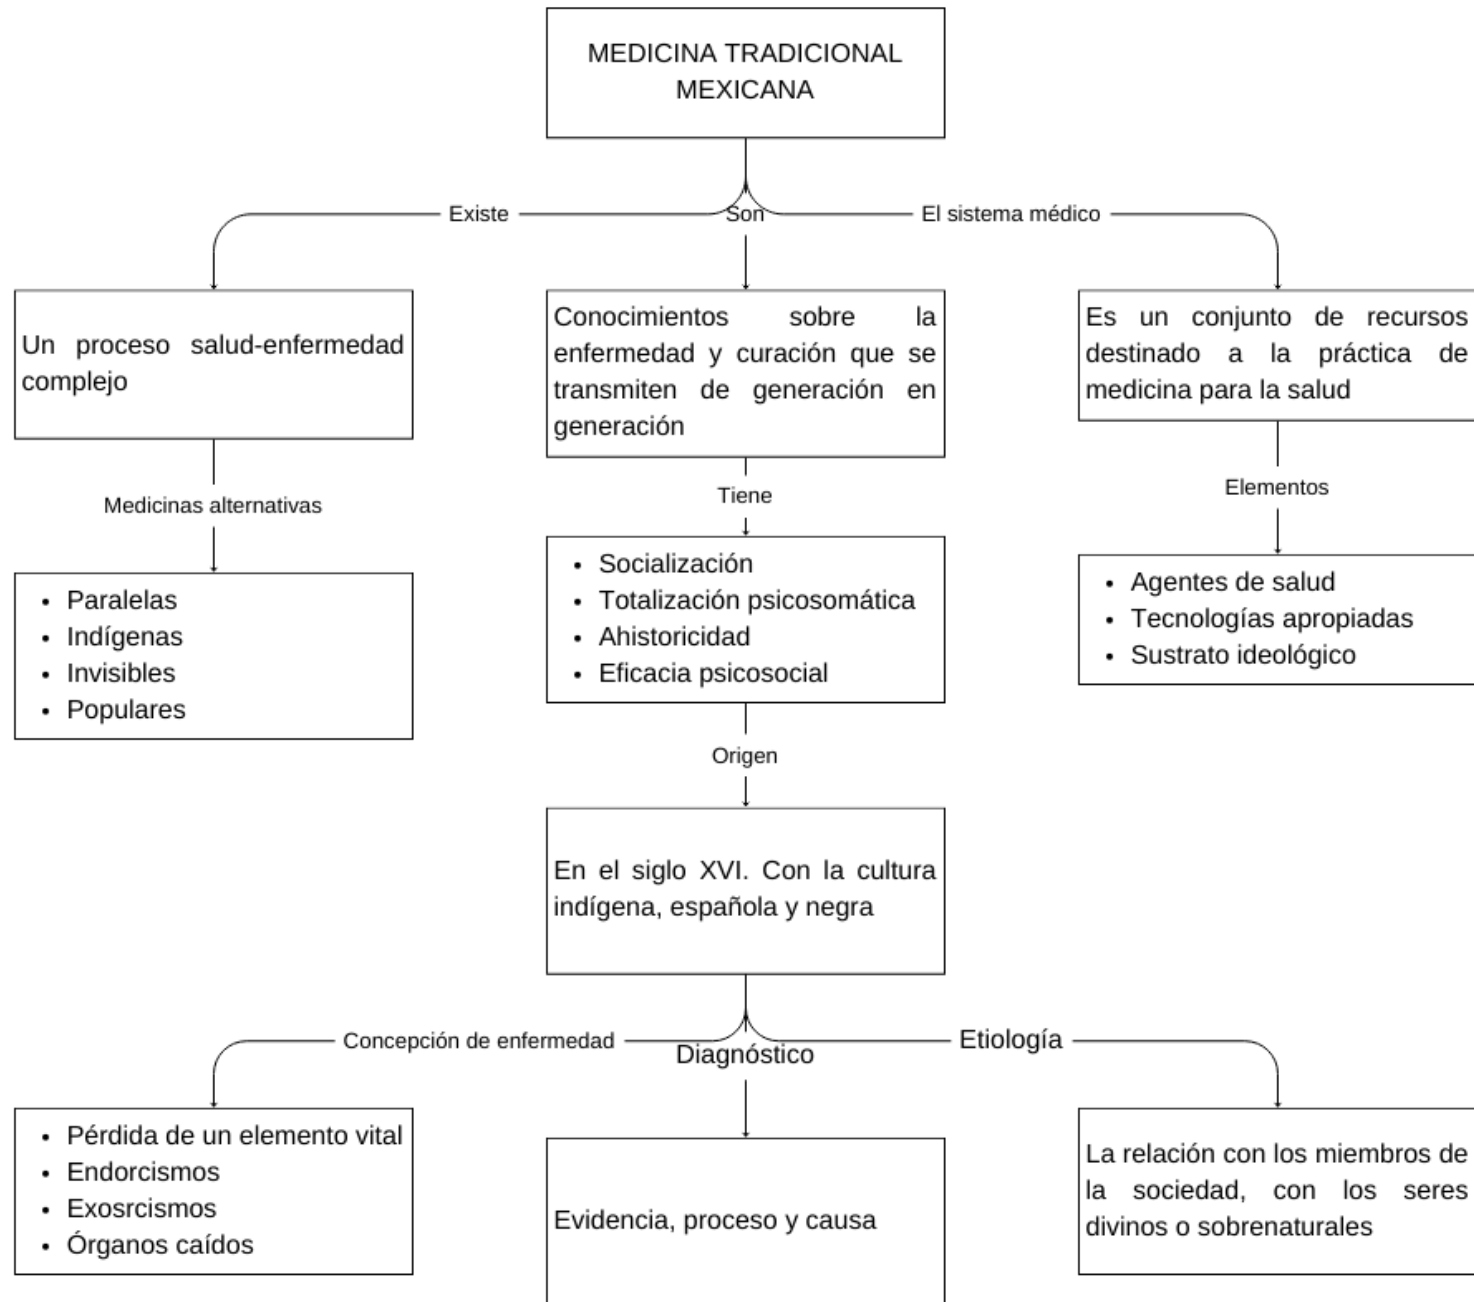 MEDICINA TRADICIONAL
MEXICANA
Existe
Son
El sistema médico
Un proceso salud-enfermedad
complejo
Conocimientos sobre la
enfermedad y curación que se
transmiten de generación en
generación
Es un conjunto de recursos
destinado a la práctica de
medicina para la salud
Medicinas alternativas
Tiene
Elementos
• Paralelas
• Indígenas
• Invisibles
• Populares
• Socialización
• Totalización psicosomática
• Ahistoricidad
• Eficacia psicosocial
• Agentes de salud
• Tecnologías apropiadas
• Sustrato ideológico
Origen
En el siglo XVI. Con la cultura
indígena, española y negra
Concepción de enfermedad
Diagnóstico
Etiología
• Pérdida de un elemento vital
• Endorcismos
• Exosrcismos
• Órganos caídos
Evidencia, proceso y causa
La relación con los miembros de
la sociedad, con los seres
divinos o sobrenaturales